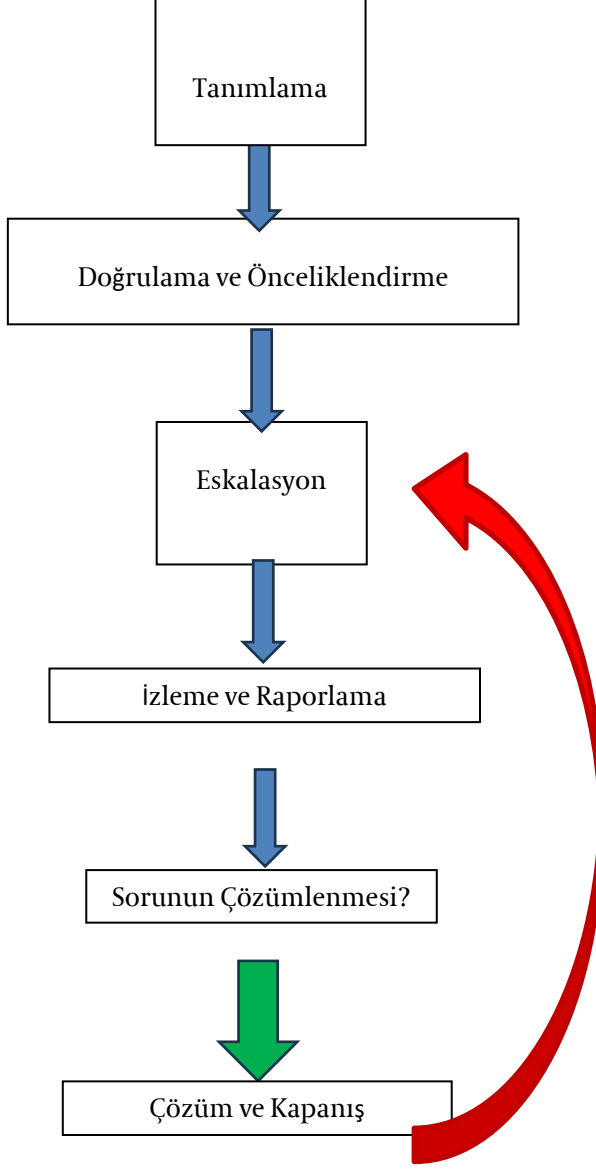 Tanımlama
Doğrulama ve Önceliklendirme
Eskalasyon
İzleme ve Raporlama
Sorunun Çözümlenmesi?
Çözüm ve Kapanış